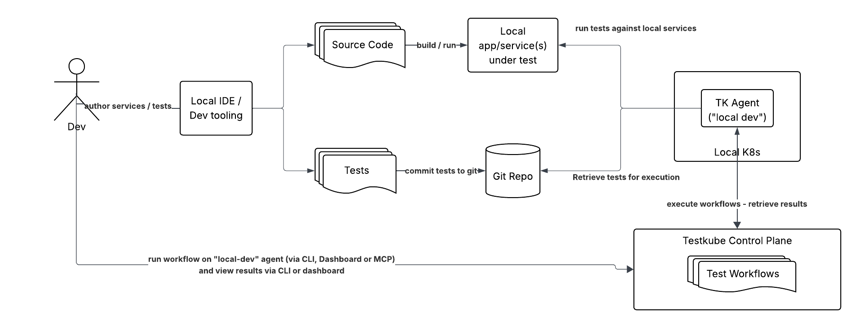 Source Code
build / run
Local
app/service(s)
under test
run tests against local services
Dev
author services / tests
Local IDE /
Dev tooling
TK Agent
("local dev")
Local K8s
Tests
commit tests to git
Git Repo
Retrieve tests for execution
execute workflows - retrieve results
run workflow on "local-dev" agent (via CLI, Dashboard or MCP)
and view results via CLI or dashboard
Testkube Control Plane
Test Workflows